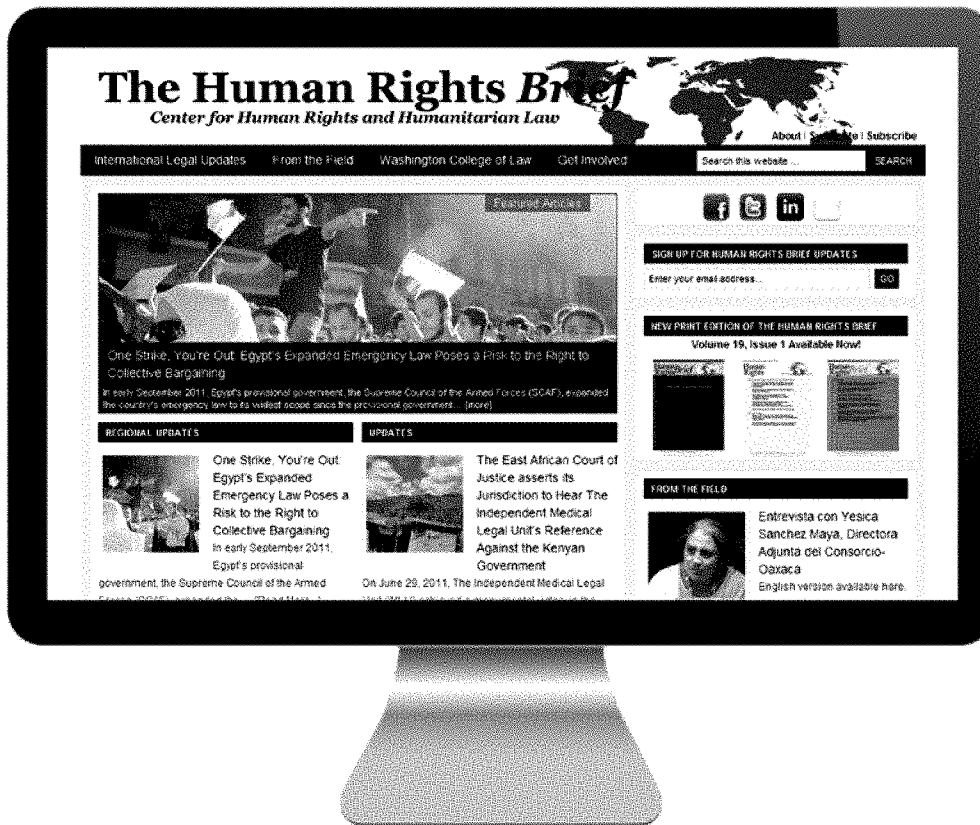 The Human Rights Brief
Center for Human Rights and Humanitarian Law
About | | Subscribe
International Legal Updates From the Field Washington College of Law Get Involved
Search this website ... SEARCH
Featured Articles
One Strike, You're Out: Egypt's Expanded Emergency Law Poses a Risk to the Right to
Collective Bargaining
In early September 2011, Egypt's provisional government, the Supreme Council of the Armed Forces (SCAF), expanded
the country's emergency law to its widest scope since the provisional government... [more]
REGIONAL UPDATES
One Strike, You're Out:
Egypt's Expanded
Emergency Law Poses a
Risk to the Right to
Collective Bargaining
In early September 2011,
Egypt's provisional
government, the Supreme Council of the Armed
UPDATES
The East African Court of
Justice asserts its
Jurisdiction to Hear The
Independent Medical
Legal Unit's Reference
Against the Kenyan
Government
On June 29, 2011, The Independent Medical Legal
SIGN UP FOR HUMAN RIGHTS BRIEF UPDATES
Enter your email address... GO
NEW PRINT EDITION OF THE HUMAN RIGHTS BRIEF
Volume 19, Issue 1 Available Now!
FROM THE FIELD
Entrevista con Yesica
Sanchez Maya, Directora
Adjunta del Consorcio-
Oaxaca
English version available here.